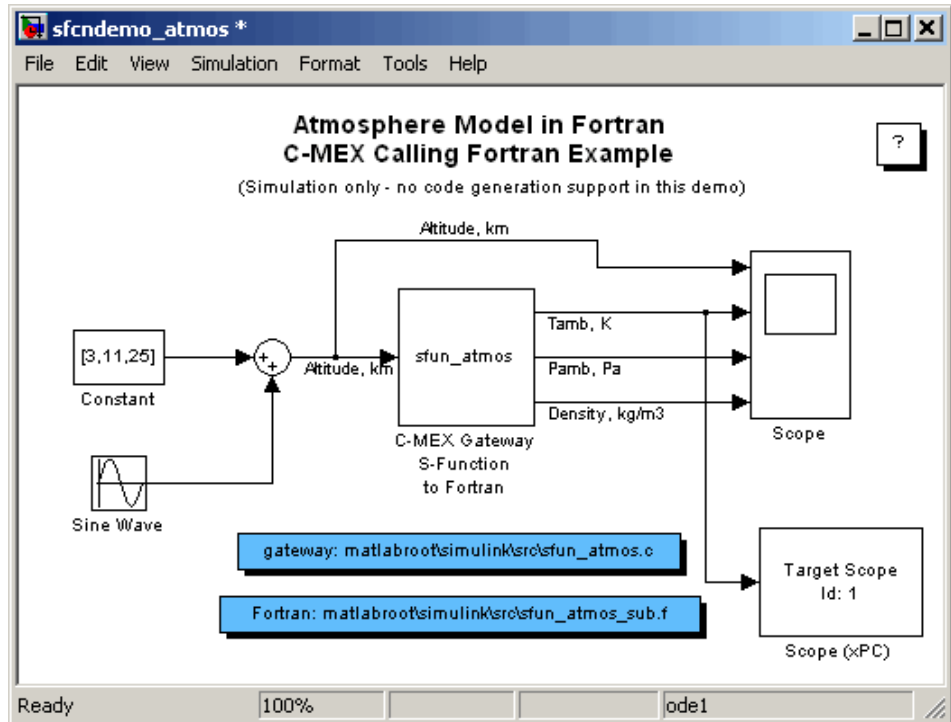 sfcndemo_atmos *
File Edit View Simulation Format Tools Help
Atmosphere Model in Fortran
C-MEX Calling Fortran Example
(Simulation only - no code generation support in this demo)
?
Altitude, km
[3,11,25]
Constant
++
Altitude, km
sfun_atmos
Tamb, K
Pamb, Pa
Density, kg/m3
C-MEX Gateway
S-Function
to Fortran
Scope
Sine Wave
gateway: matlabroot\simulink\src\sfun_atmos.c
Fortran: matlabroot\simulink\src\sfun_atmos_sub.f
Target Scope
Id: 1
Scope (xPC)
Ready 100% ode1